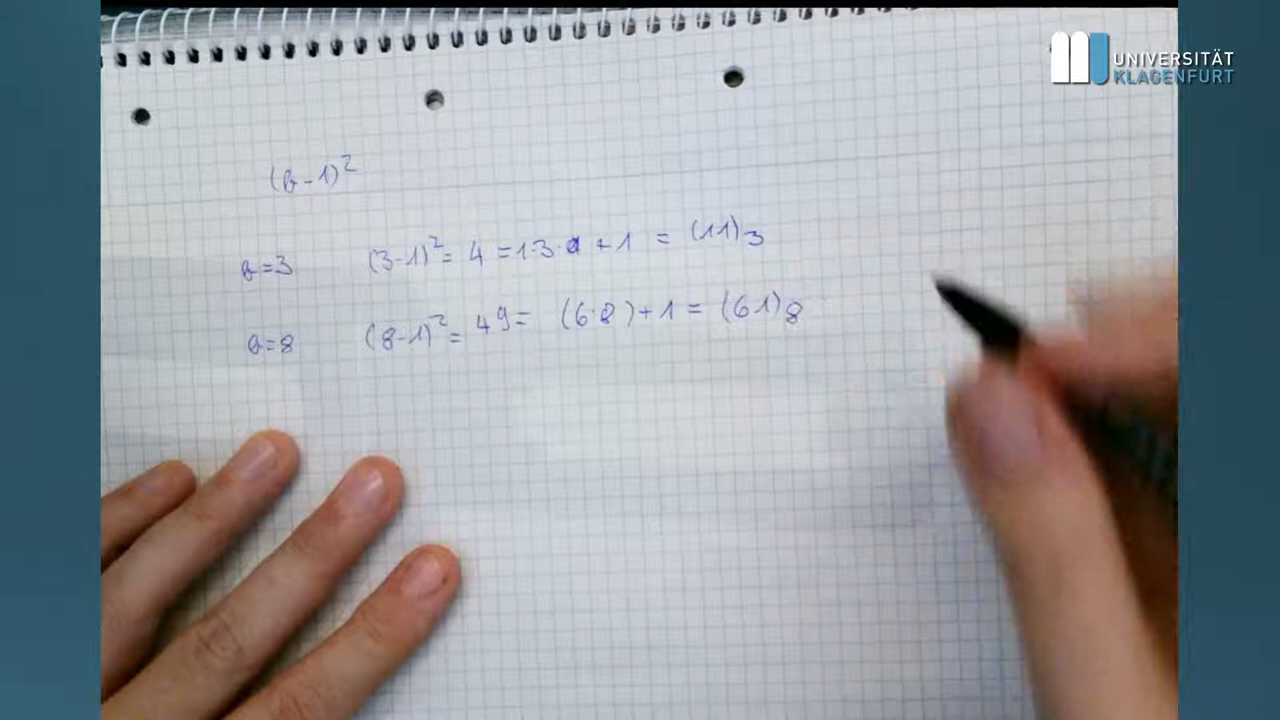 UNIVERSITÄT
KLAGENFURT
(b-1)²
b=3 (3-1)² = 4 = 1·3 + 1 = (11)₃
b=8 (8-1)² = 49 = (6·8) + 1 = (61)₈